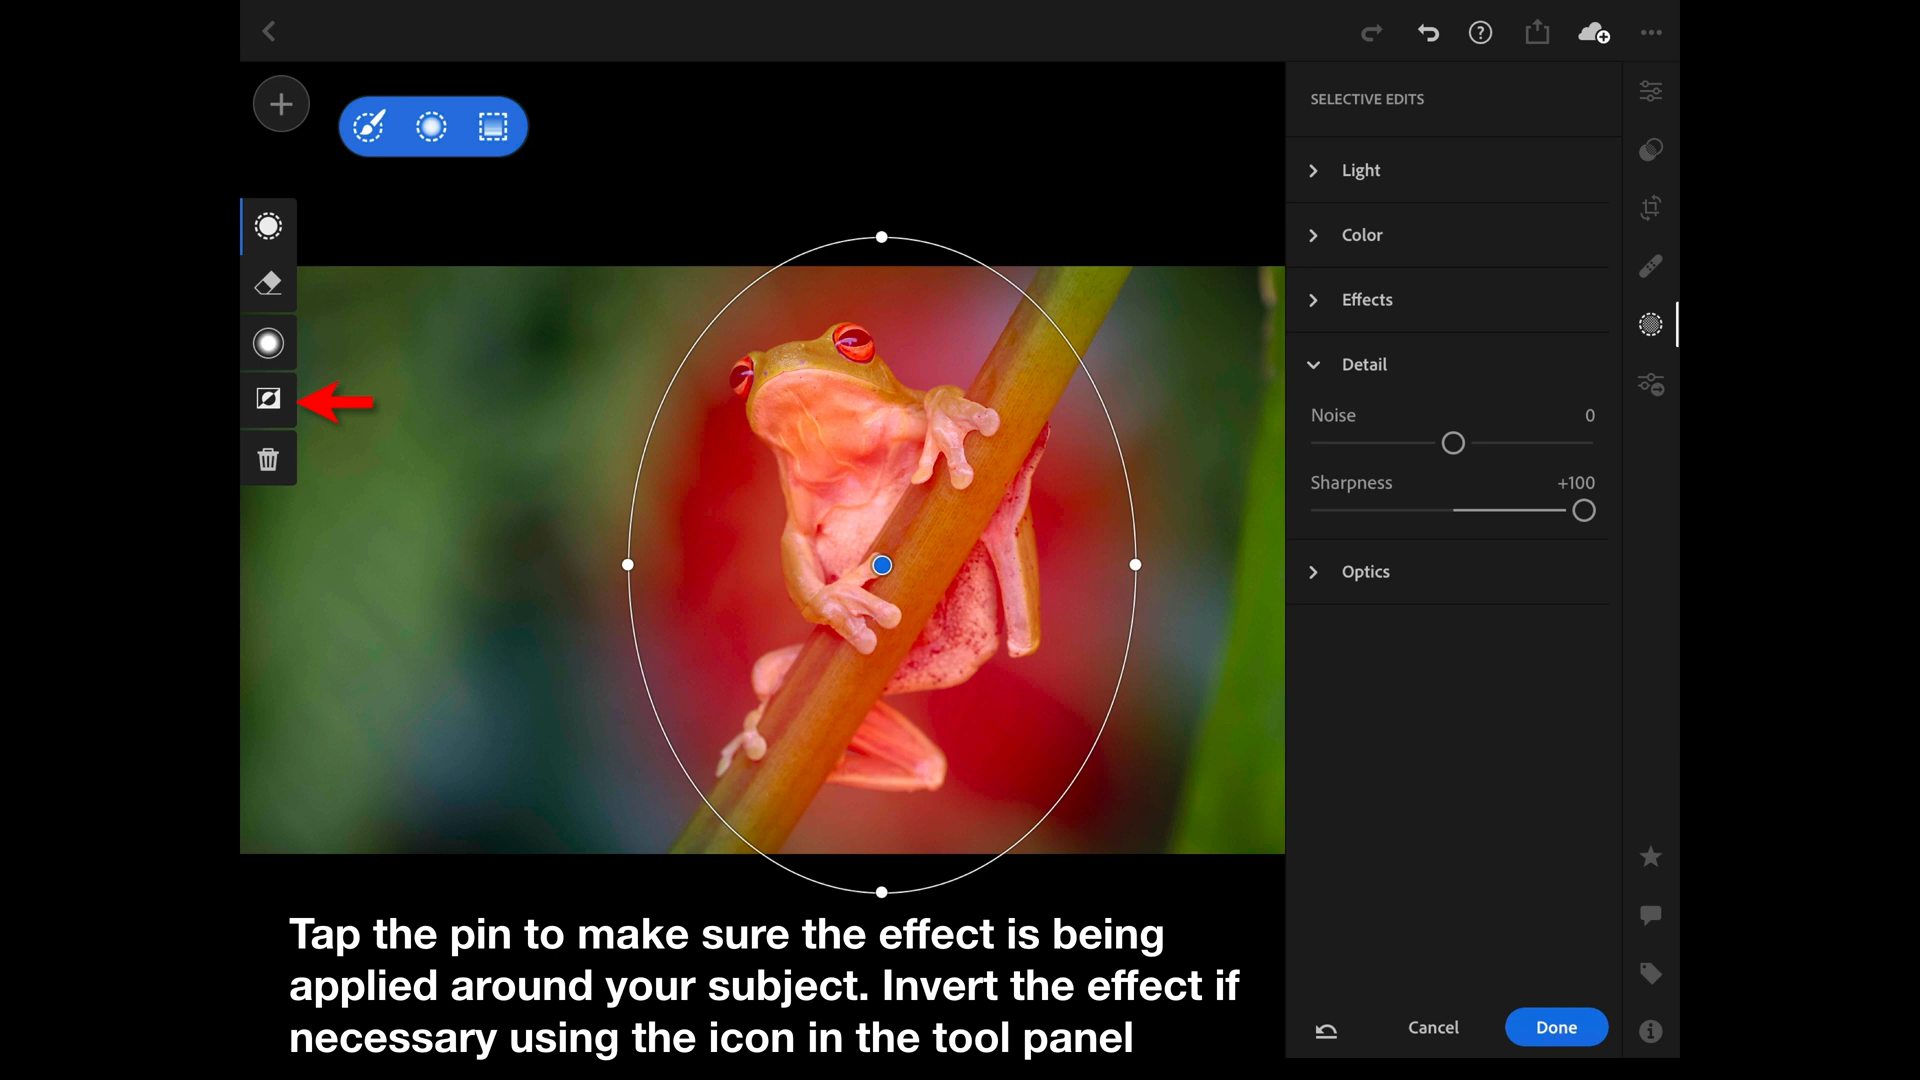 SELECTIVE EDITS
Light
Color
Effects
Detail
Noise 0
Sharpness +100
Optics
Cancel Done
Tap the pin to make sure the effect is being
applied around your subject. Invert the effect if
necessary using the icon in the tool panel